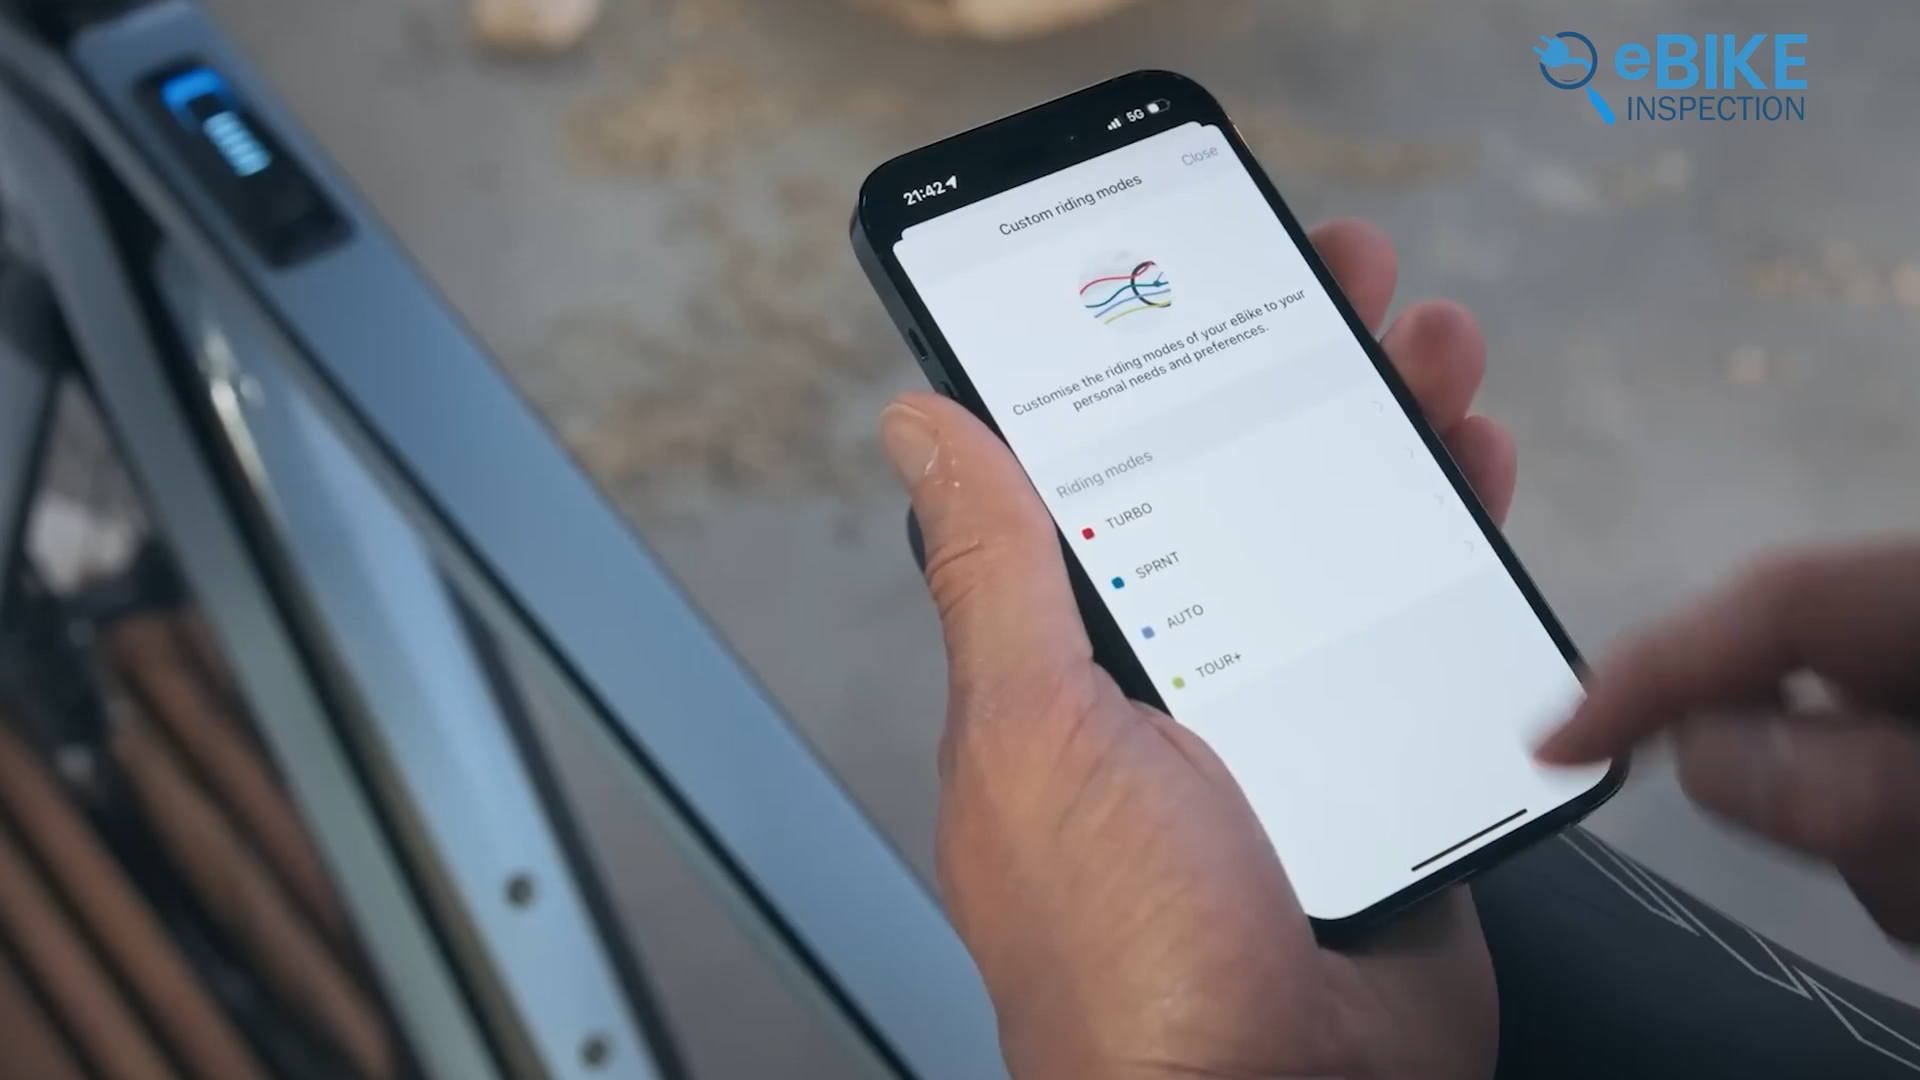 eBIKE
INSPECTION
21:42
5G
Close
Custom riding modes
Customise the riding modes of your eBike to your
personal needs and preferences.
Riding modes
TURBO
SPRNT
AUTO
TOUR+